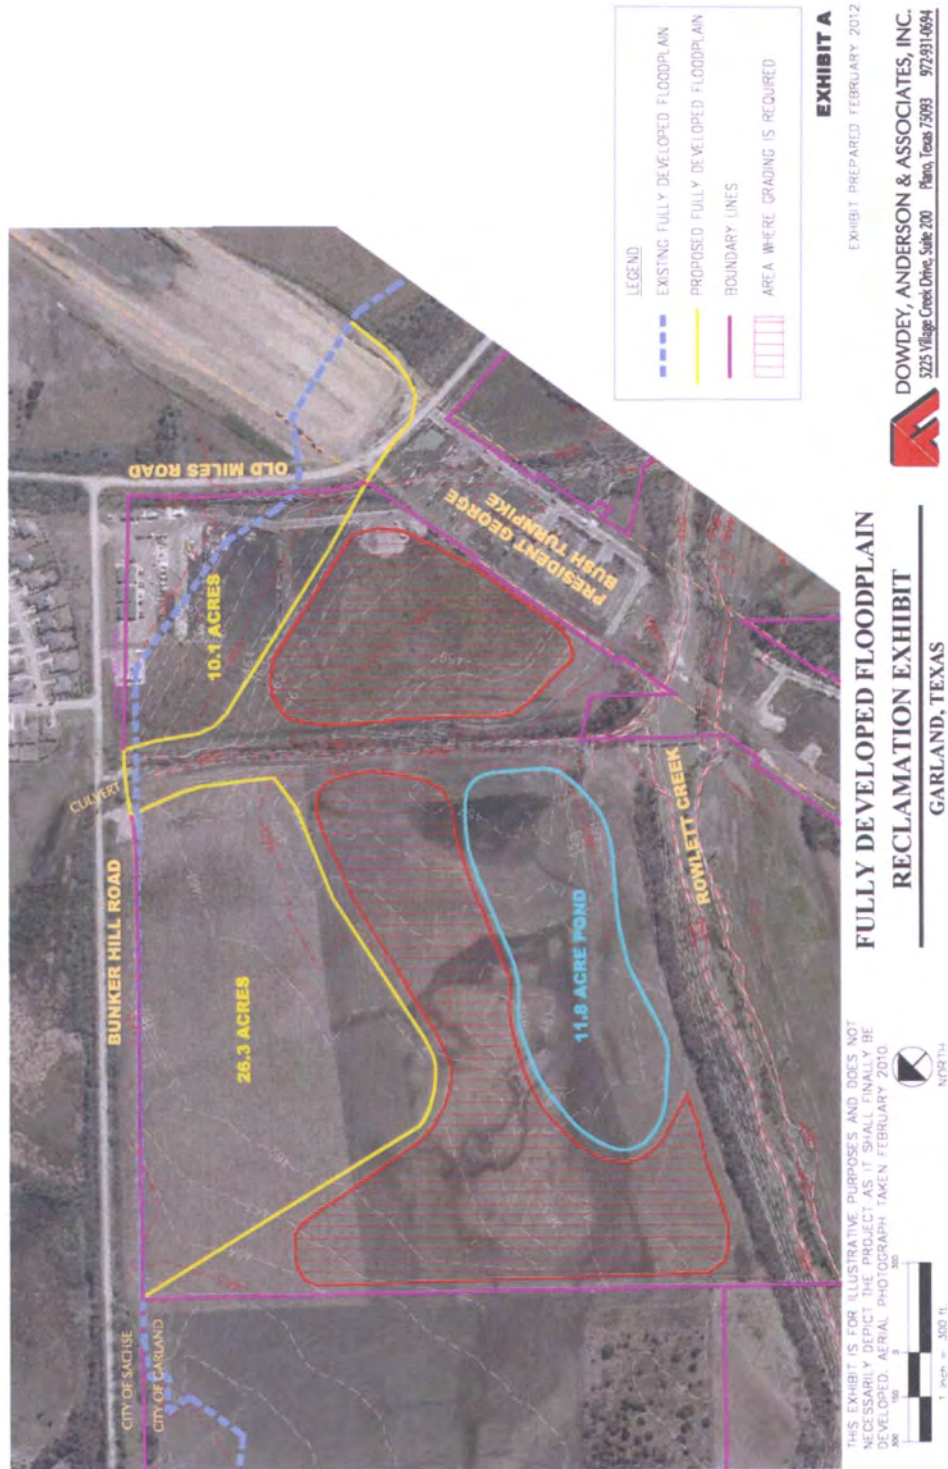 CITY OF SACHSE
CITY OF GARLAND
BUNKER HILL ROAD
CULVERT
OLD MILES ROAD
26.3 ACRES
10.1 ACRES
11.8 ACRE POND
PRESIDENT GEORGE
BUSH TURNPIKE
ROWLETT CREEK
LEGEND
EXISTING FULLY DEVELOPED FLOODPLAIN
PROPOSED FULLY DEVELOPED FLOODPLAIN
BOUNDARY LINES
AREA WHERE GRADING IS REQUIRED
EXHIBIT A
EXHIBIT PREPARED FEBRUARY 2012
THIS EXHIBIT IS FOR ILLUSTRATIVE PURPOSES AND DOES NOT
NECESSARILY DEPICT THE PROJECT AS IT SHALL FINALLY BE
DEVELOPED. AERIAL PHOTOGRAPH TAKEN FEBRUARY 2010.
300 150 0 300
1 inch = 300 ft.
NORTH
FULLY DEVELOPED FLOODPLAIN
RECLAMATION EXHIBIT
GARLAND, TEXAS
DOWDEY, ANDERSON & ASSOCIATES, INC.
5225 Village Creek Drive, Suite 200 Plano, Texas 75093 972-931-0694